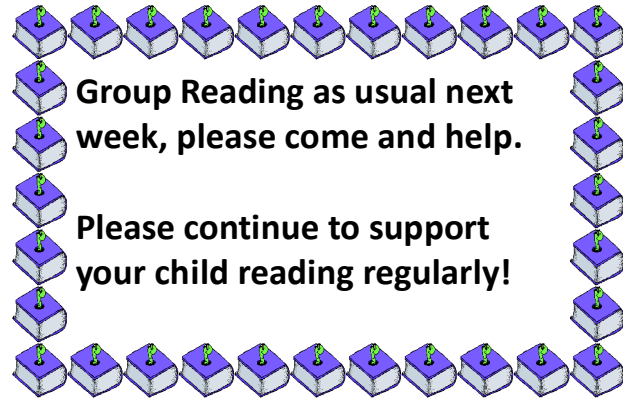 Group Reading as usual next
week, please come and help.
Please continue to support
your child reading regularly!